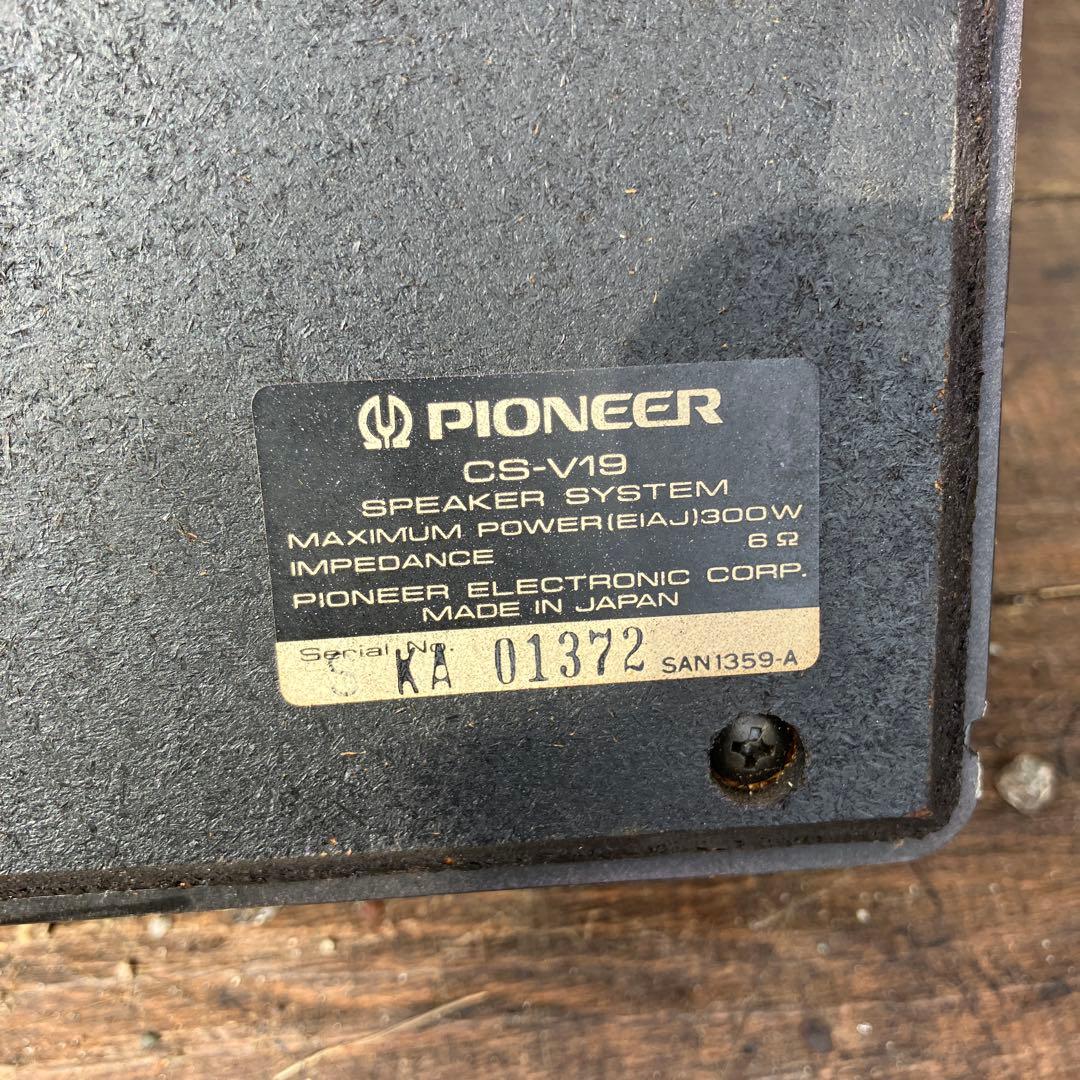 PIONEER
CS-V19
SPEAKER SYSTEM
MAXIMUM POWER(EIAJ)300W
IMPEDANCE 6Ω
PIONEER ELECTRONIC CORP.
MADE IN JAPAN
Serial No.
S KA 01372 SAN1359-A